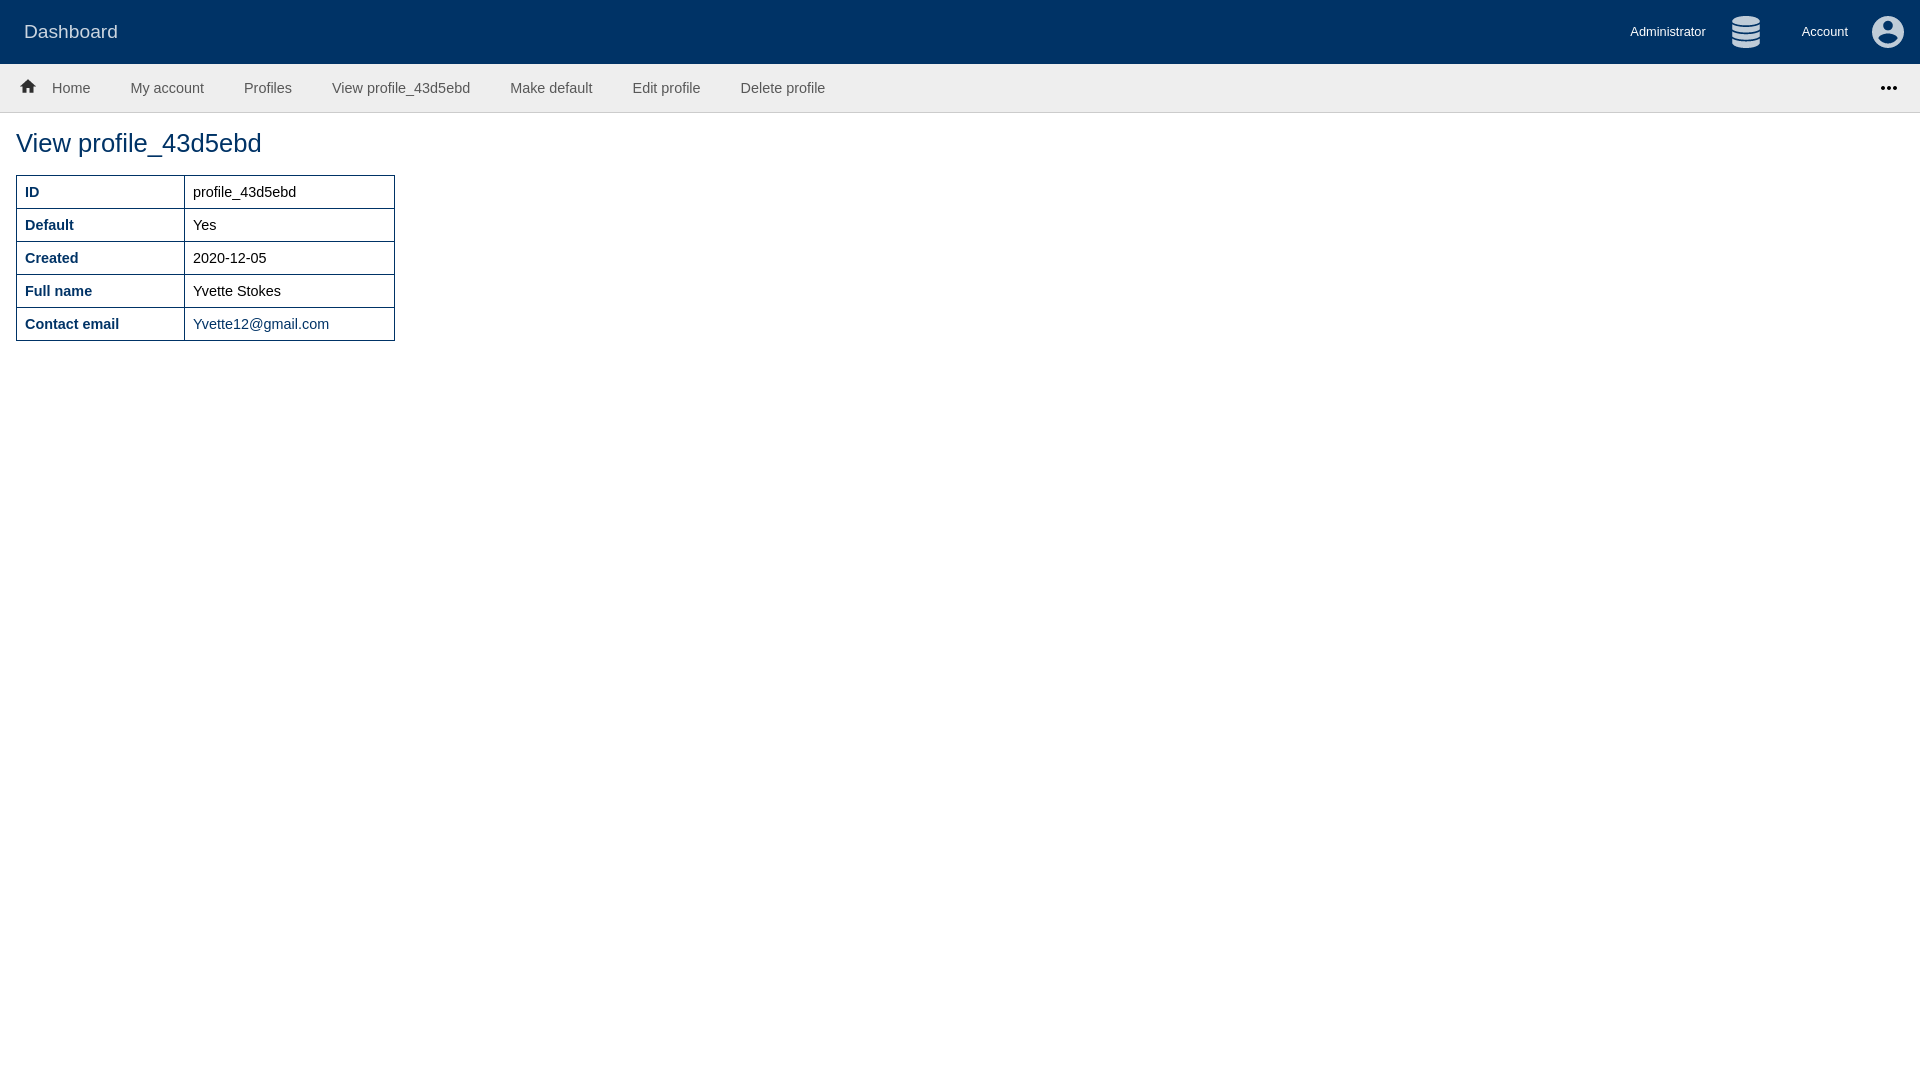 Dashboard
Administrator
Account
Home
My account
Profiles
View profile_43d5ebd
Make default
Edit profile
Delete profile
View profile_43d5ebd
ID profile_43d5ebd
Default Yes
Created 2020-12-05
Full name Yvette Stokes
Contact email Yvette12@gmail.com